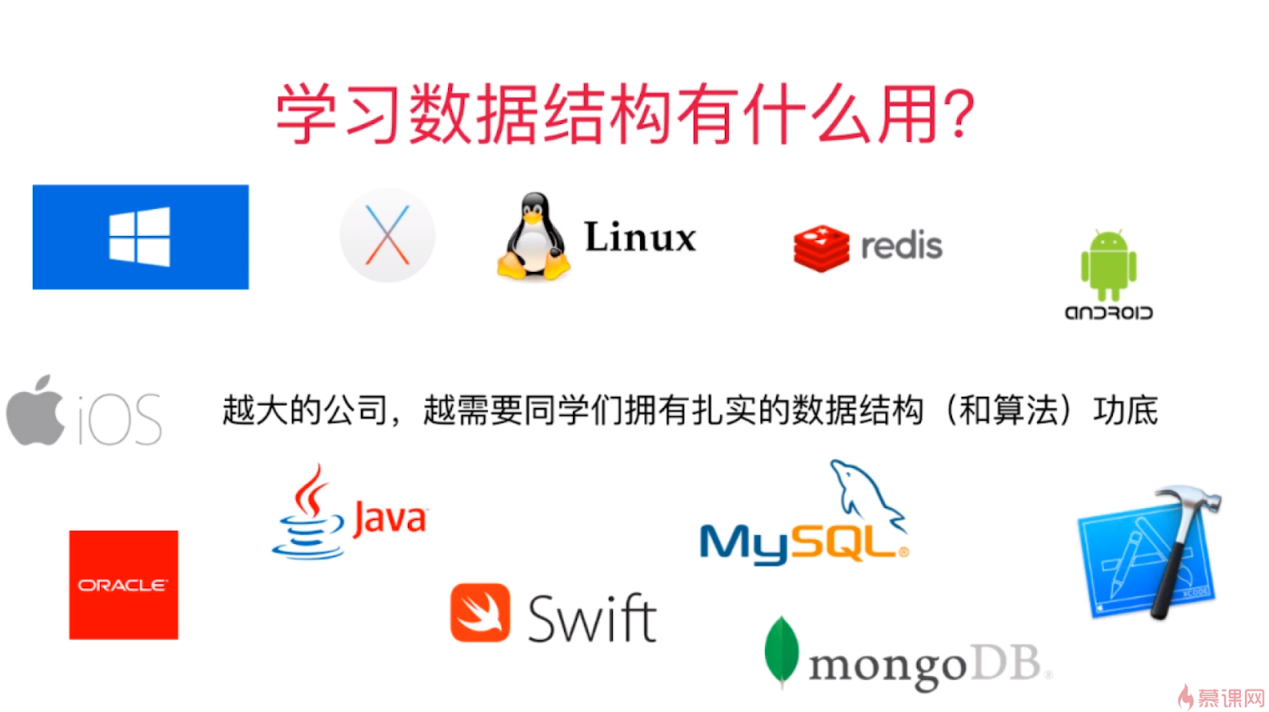 学习数据结构有什么用?
Linux
redis
ANDROID
iOS
越大的公司，越需要同学们拥有扎实的数据结构（和算法）功底
Java
MySQL®
XCODE
ORACLE
Swift
mongoDB®
慕课网